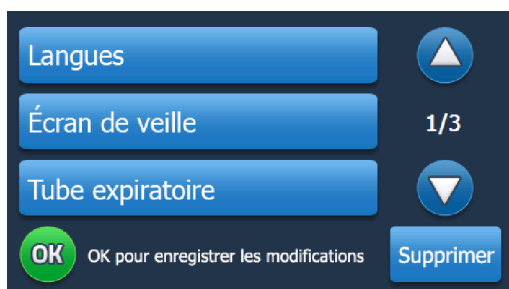 Langues
Écran de veille
1/3
Tube expiratoire
OK OK pour enregistrer les modifications
Supprimer